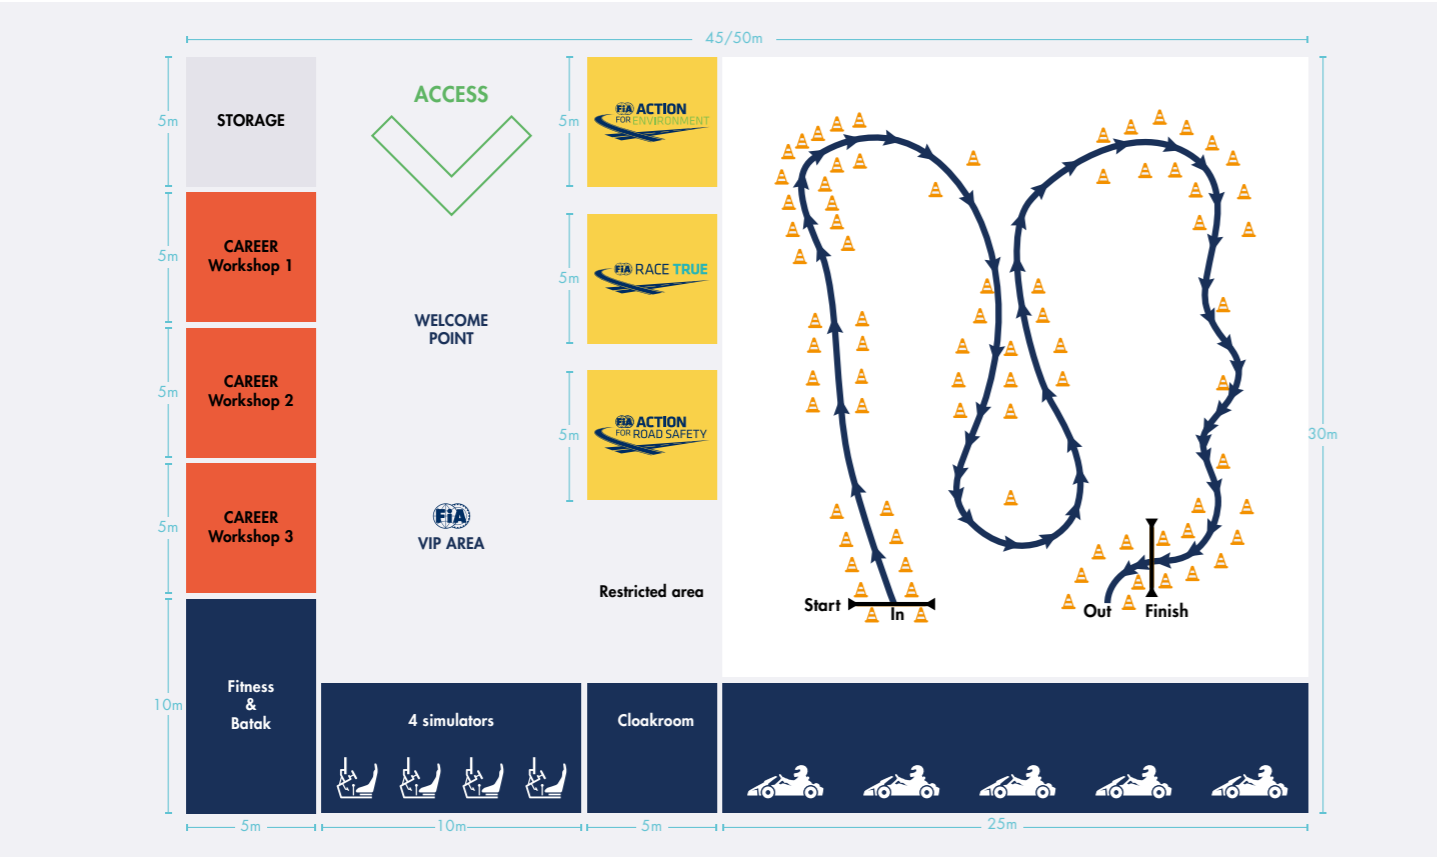 45/50m
5m
STORAGE
ACCESS
5m
FiA ACTION
FOR ENVIRONMENT
5m
CAREER
Workshop 1
5m
FiA RACE TRUE
WELCOME
POINT
5m
CAREER
Workshop 2
5m
FiA ACTION
FOR ROAD SAFETY
30m
5m
CAREER
Workshop 3
FiA
VIP AREA
Restricted area
Start
In
Out
Finish
10m
Fitness
&
Batak
4 simulators
Cloakroom
5m
10m
5m
25m